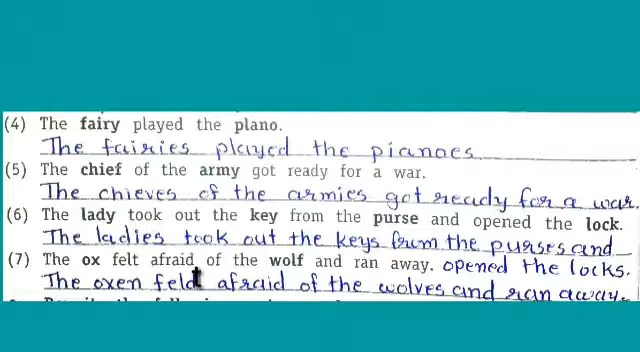 (4) The fairy played the plano.
The fairies played the pianoes
(5) The chief of the army got ready for a war.
The chieves of the armies got ready for a war.
(6) The lady took out the key from the purse and opened the lock.
The ladies took out the keys from the purses and
(7) The ox felt afraid of the wolf and ran away. opened the locks.
The oxen feldt afraid of the wolves and ran away.